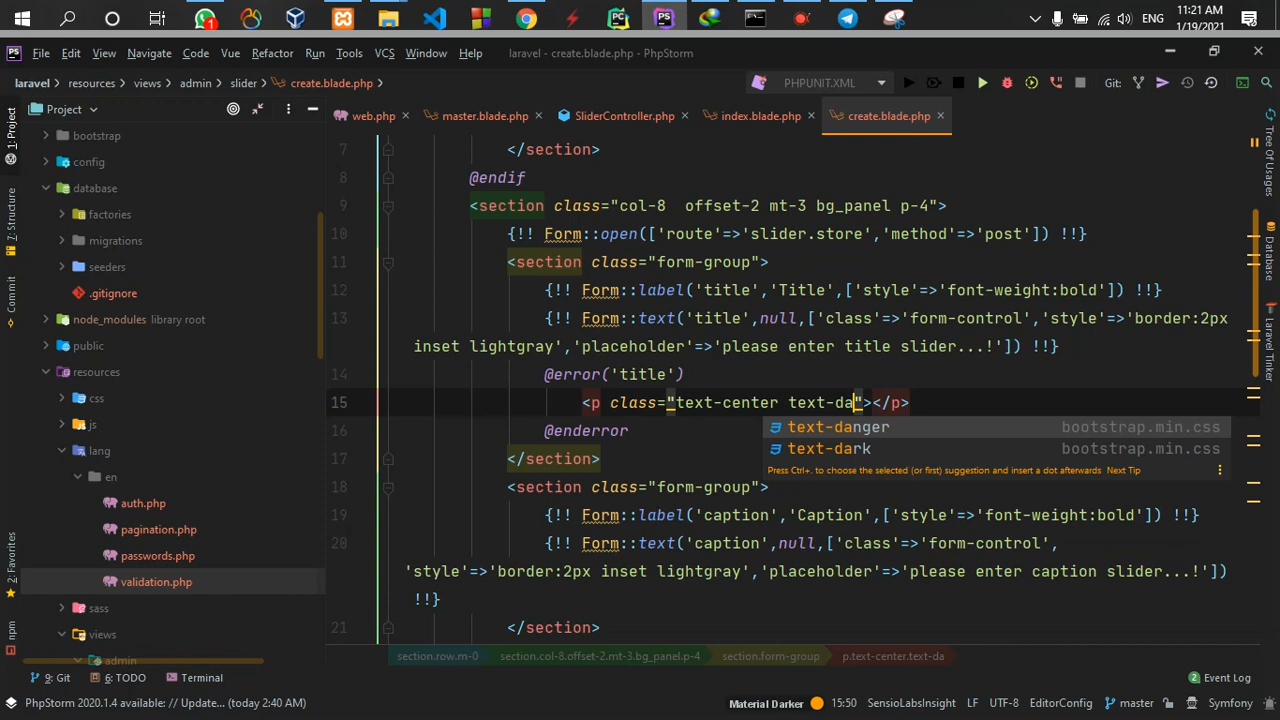 11:21 AM
ENG
1/19/2021
1
PS
File Edit View Navigate Code Vue Refactor Run Tools VCS Window Help
laravel - create.blade.php - PhpStorm
laravel resources views admin slider create.blade.php
PHPUNIT.XML
Git:
Project
web.php master.blade.php SliderController.php index.blade.php create.blade.php
1: Project
7: Structure
Commit
2: Favorites
npm
bootstrap
config
database
factories
migrations
seeders
.gitignore
node_modules library root
public
resources
css
js
lang
en
auth.php
pagination.php
passwords.php
validation.php
sass
views
admin
7 </section>
8 @endif
9 <section class="col-8  offset-2 mt-3 bg_panel p-4">
10 {!! Form::open(['route'=>'slider.store','method'=>'post']) !!}
11 <section class="form-group">
12 {!! Form::label('title','Title',['style'=>'font-weight:bold']) !!}
13 {!! Form::text('title',null,['class'=>'form-control','style'=>'border:2px
inset lightgray','placeholder'=>'please enter title slider...!']) !!}
14 @error('title')
15 <p class="text-center text-da"></p>
16 @enderror
17 </section>
18 <section class="form-group">
19 {!! Form::label('caption','Caption',['style'=>'font-weight:bold']) !!}
20 {!! Form::text('caption',null,['class'=>'form-control',
'style'=>'border:2px inset lightgray','placeholder'=>'please enter caption slider...!'])
!!}
21 </section>
text-danger bootstrap.min.css
text-dark bootstrap.min.css
Press Ctrl+. to choose the selected (or first) suggestion and insert a dot afterwards Next Tip
Tree Of Usages
Database
Laravel Tinker
section.row.m-0 section.col-8.offset-2.mt-3.bg_panel.p-4 section.form-group p.text-center.text-da
9: Git 6: TODO Terminal
2 Event Log
PhpStorm 2020.1.4 available: // Update... (today 2:40 AM)
Material Darker 15:50 SensioLabsInsight LF UTF-8 EditorConfig master Symfony